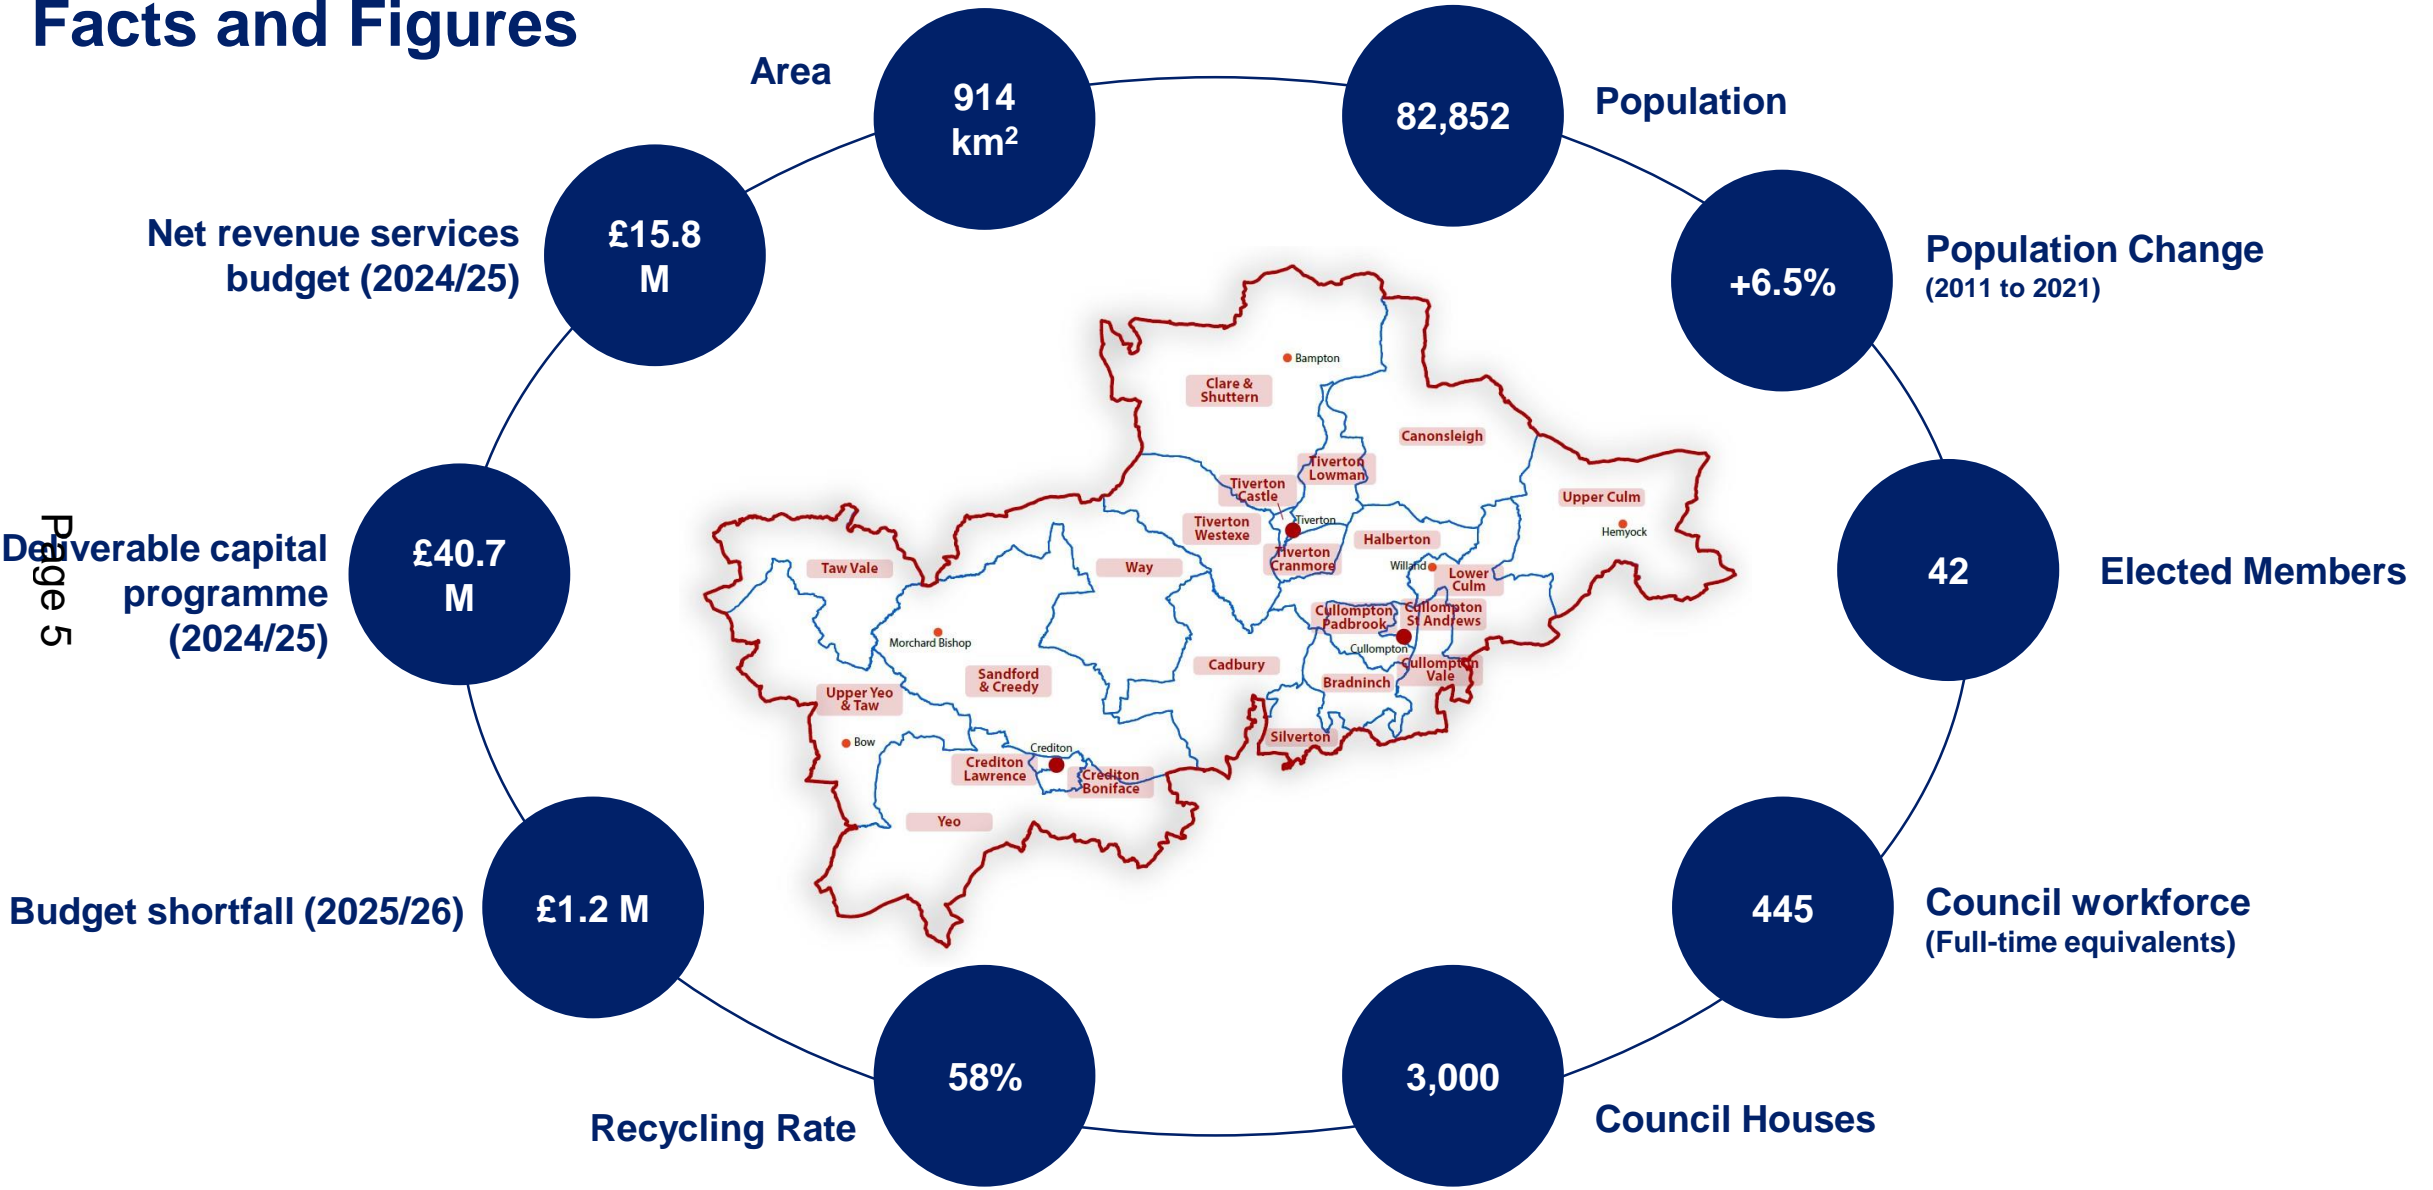 Facts and Figures
Area
914
km²
82,852
Population
Net revenue services
budget (2024/25)
£15.8
M
+6.5%
Population Change
(2011 to 2021)
Deliverable capital
programme
(2024/25)
£40.7
M
42
Elected Members
Page 5
Budget shortfall (2025/26)
£1.2 M
445
Council workforce
(Full-time equivalents)
Recycling Rate
58%
3,000
Council Houses
Bampton
Clare &
Shuttern
Canonsleigh
Tiverton
Lowman
Tiverton
Castle
Upper Culm
Tiverton
Westexe
Tiverton
Hemyock
Halberton
Tiverton
Cranmore
Taw Vale
Way
Willand
Lower
Culm
Cullompton
Padbrook
Cullompton
St Andrews
Morchard Bishop
Cullompton
Cadbury
Cullompton
Vale
Sandford
& Creedy
Bradninch
Upper Yeo
& Taw
Silverton
Bow
Crediton
Crediton
Lawrence
Crediton
Boniface
Yeo